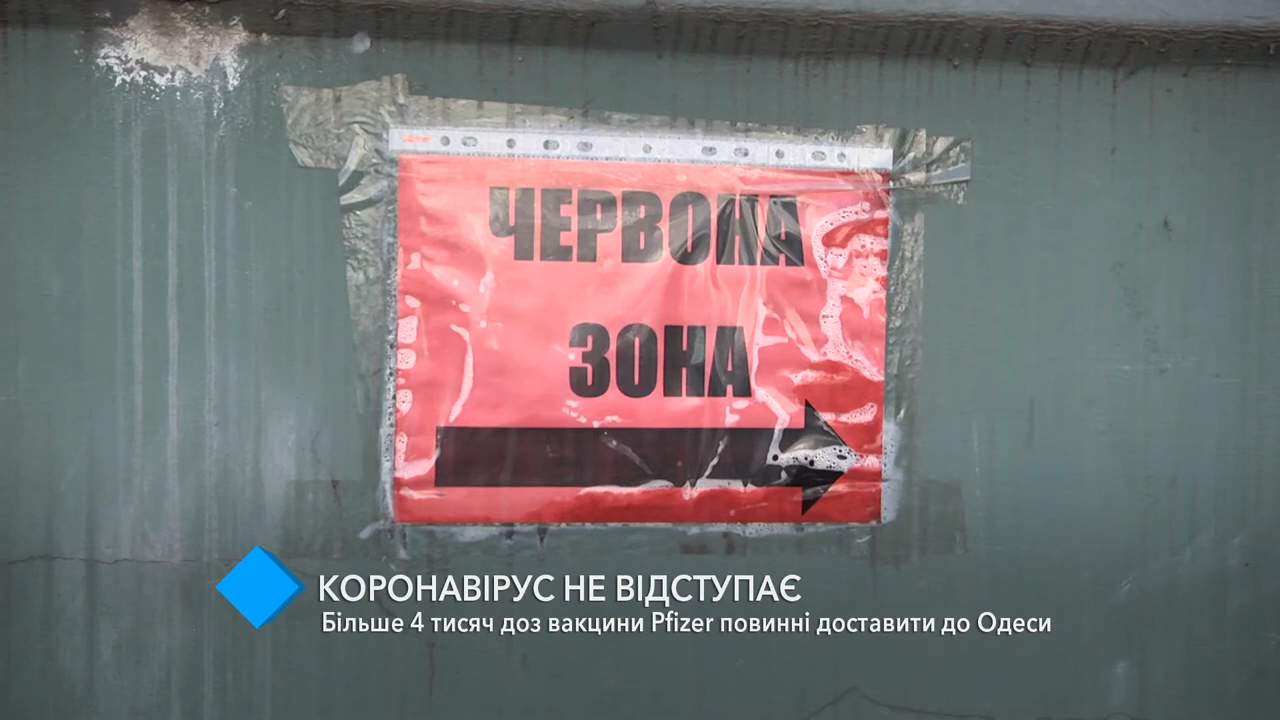 ЧЕРВОНА
ЗОНА
КОРОНАВІРУС НЕ ВІДСТУПАЄ
Більше 4 тисяч доз вакцини Pfizer повинні доставити до Одеси